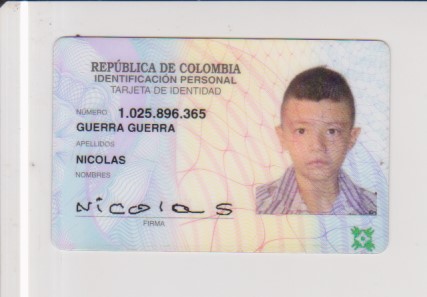 REPÚBLICA DE COLOMBIA
IDENTIFICACIÓN PERSONAL
TARJETA DE IDENTIDAD
NÚMERO 1.025.896.365
GUERRA GUERRA
APELLIDOS
NICOLAS
NOMBRES
Nicolas
FIRMA